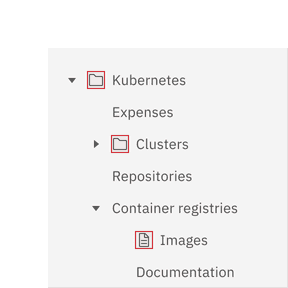 Kubernetes
Expenses
Clusters
Repositories
Container registries
Images
Documentation